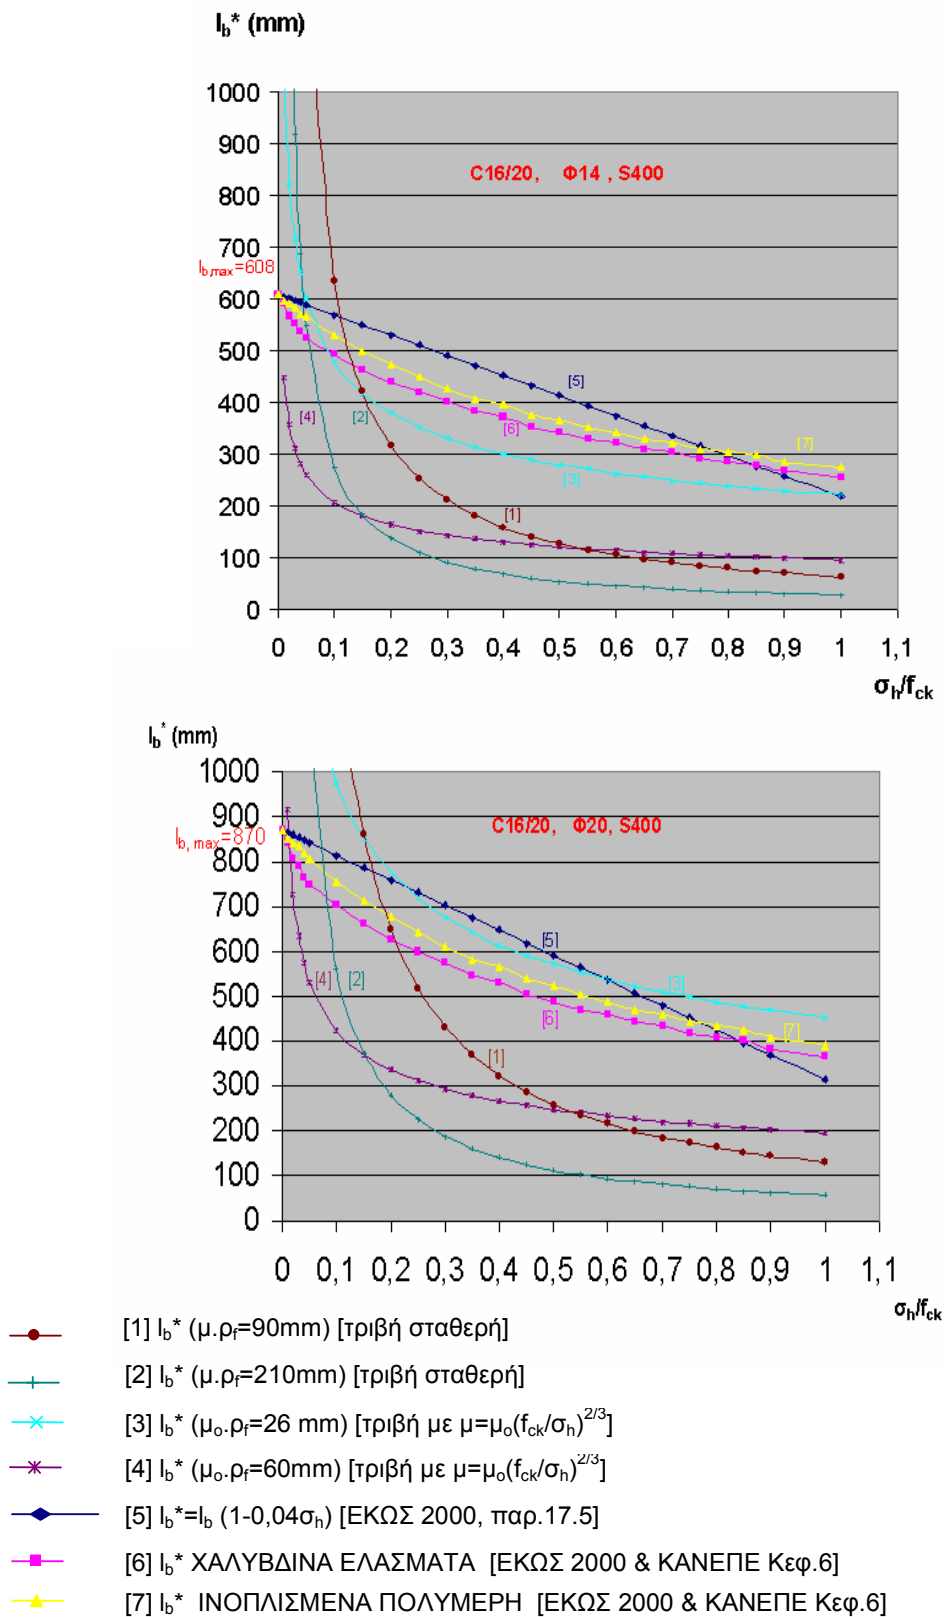 l_b* (mm)
1000
900
800
700
600
500
400
300
200
100
0
C16/20, Φ14 , S400
l_b,max=608
[5]
[7]
[6]
[4]
[2]
[3]
[1]
0 0,1 0,2 0,3 0,4 0,5 0,6 0,7 0,8 0,9 1 1,1
σ_h/f_ck
l_b* (mm)
1000
900
800
700
600
500
400
300
200
100
0
C16/20, Φ20, S400
l_b, max=870
[5]
[3]
[4]
[2]
[6]
[7]
[1]
0 0,1 0,2 0,3 0,4 0,5 0,6 0,7 0,8 0,9 1 1,1
σ_h/f_ck
[1] l_b* (μ.ρ_f=90mm) [τριβή σταθερή]
[2] l_b* (μ.ρ_f=210mm) [τριβή σταθερή]
[3] l_b* (μ_ο.ρ_f=26 mm) [τριβή με μ=μ_ο(f_ck/σ_h)^2/3]
[4] l_b* (μ_ο.ρ_f=60mm) [τριβή με μ=μ_ο(f_ck/σ_h)^2/3]
[5] l_b*=l_b (1-0,04σ_h) [ΕΚΩΣ 2000, παρ.17.5]
[6] l_b* ΧΑΛΥΒΔΙΝΑ ΕΛΑΣΜΑΤΑ [ΕΚΩΣ 2000 & ΚΑΝΕΠΕ Κεφ.6]
[7] l_b* ΙΝΟΠΛΙΣΜΕΝΑ ΠΟΛΥΜΕΡΗ [ΕΚΩΣ 2000 & ΚΑΝΕΠΕ Κεφ.6]